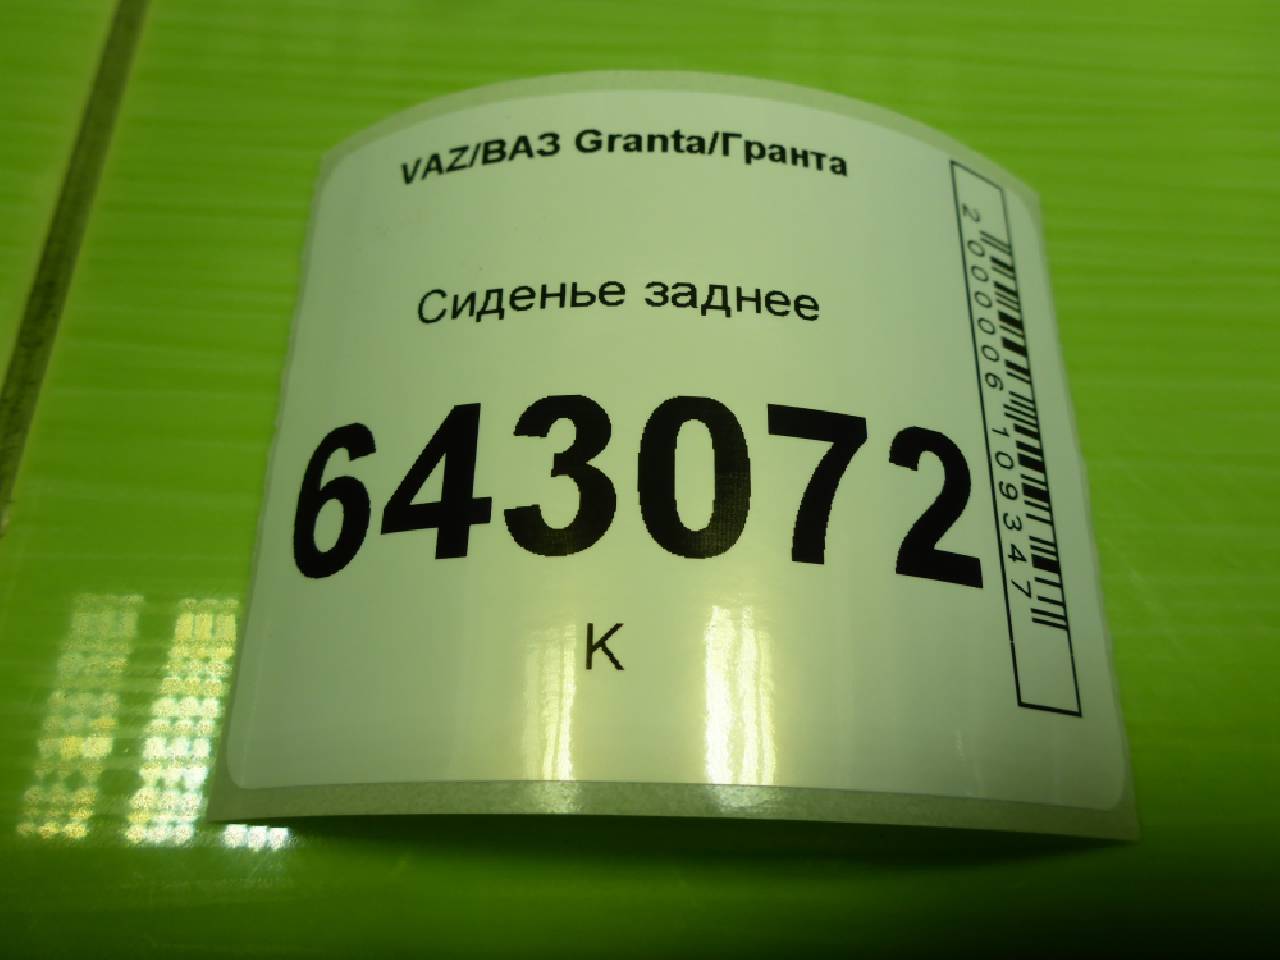 VAZ/ВАЗ Granta/Гранта
Сиденье заднее
643072
К
2000006109347